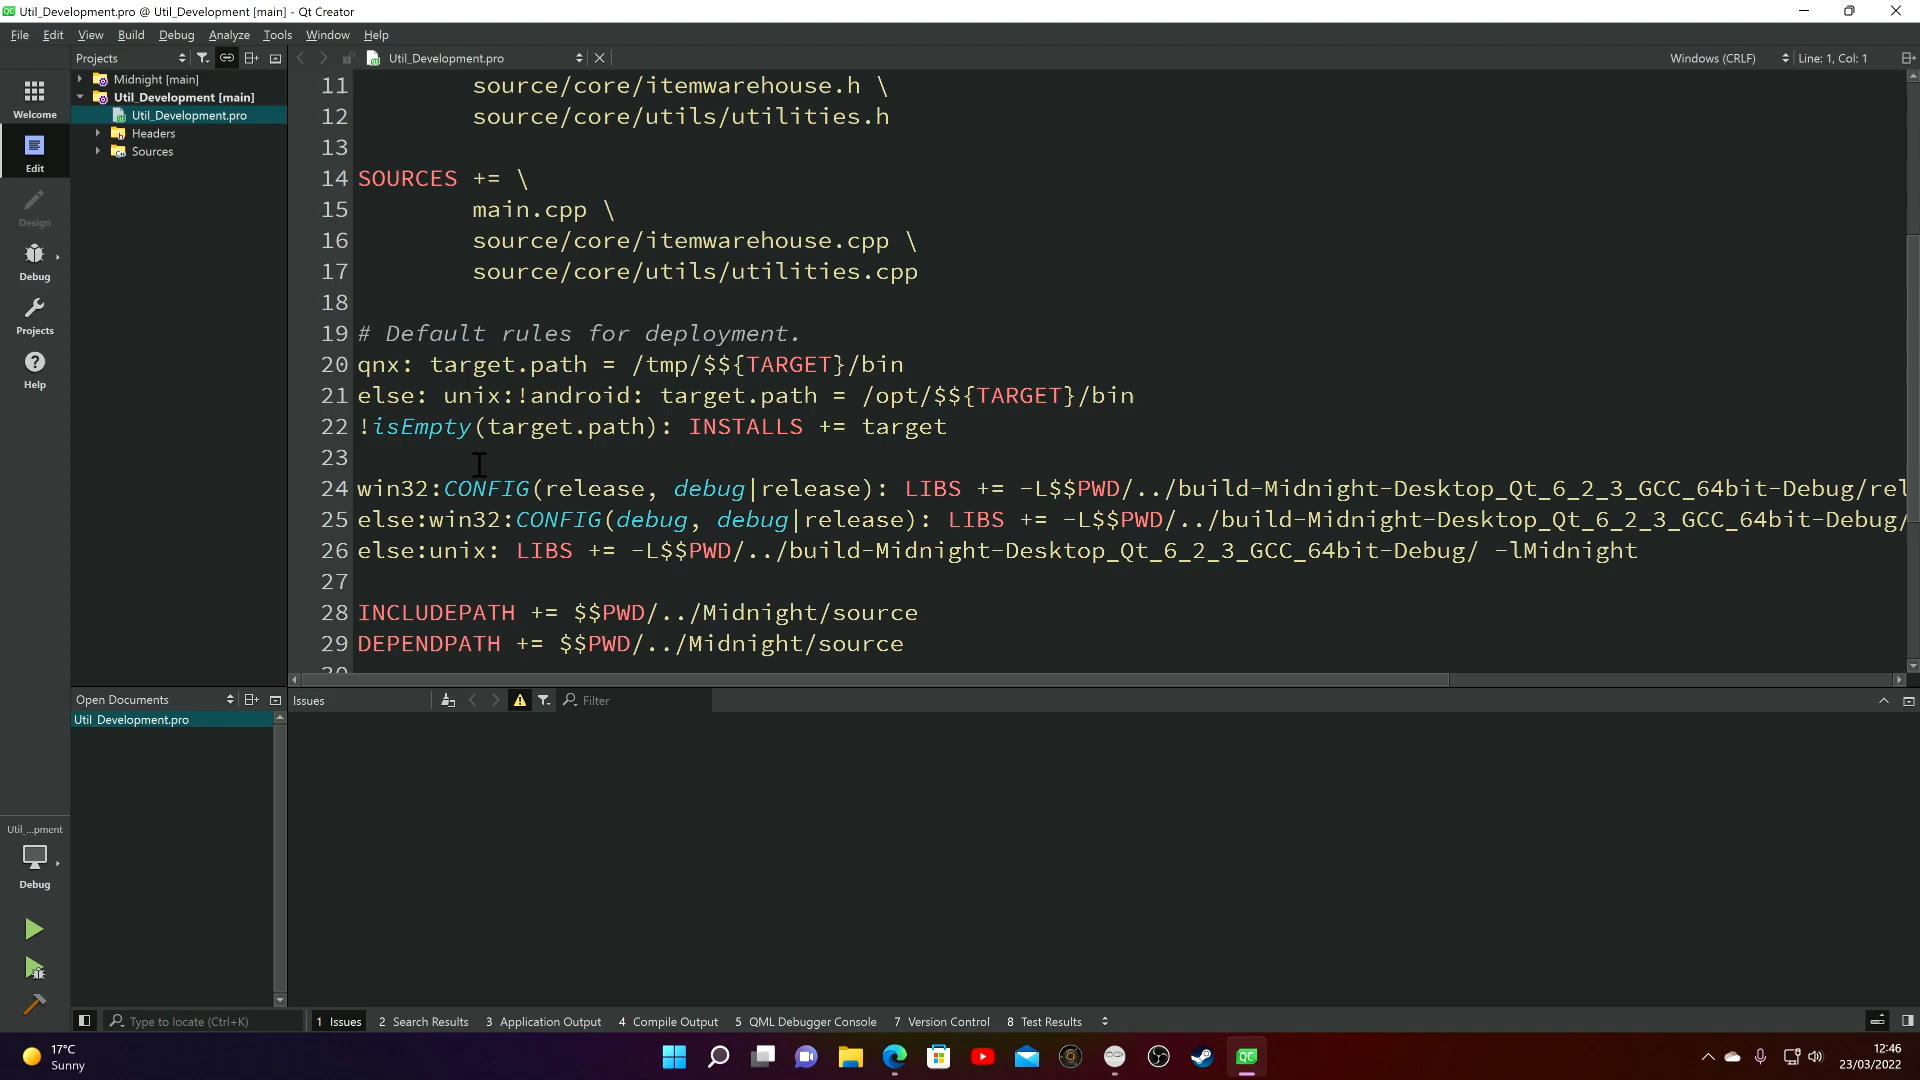 Util_Development.pro @ Util_Development [main] - Qt Creator
File Edit View Build Debug Analyze Tools Window Help
Projects
Util_Development.pro
Windows (CRLF)
Line: 1, Col: 1
Welcome
Edit
Design
Debug
Projects
Help
Midnight [main]
Util_Development [main]
Util_Development.pro
Headers
Sources
11 source/core/itemwarehouse.h \
12 source/core/utils/utilities.h
13
14 SOURCES += \
15 main.cpp \
16 source/core/itemwarehouse.cpp \
17 source/core/utils/utilities.cpp
18
19 # Default rules for deployment.
20 qnx: target.path = /tmp/$${TARGET}/bin
21 else: unix:!android: target.path = /opt/$${TARGET}/bin
22 !isEmpty(target.path): INSTALLS += target
23
24 win32:CONFIG(release, debug|release): LIBS += -L$$PWD/../build-Midnight-Desktop_Qt_6_2_3_GCC_64bit-Debug/rel
25 else:win32:CONFIG(debug, debug|release): LIBS += -L$$PWD/../build-Midnight-Desktop_Qt_6_2_3_GCC_64bit-Debug/
26 else:unix: LIBS += -L$$PWD/../build-Midnight-Desktop_Qt_6_2_3_GCC_64bit-Debug/ -lMidnight
27
28 INCLUDEPATH += $$PWD/../Midnight/source
29 DEPENDPATH += $$PWD/../Midnight/source
30
Open Documents
Util_Development.pro
Issues
Filter
Util_...pment
Debug
Type to locate (Ctrl+K)
1 Issues 2 Search Results 3 Application Output 4 Compile Output 5 QML Debugger Console 7 Version Control 8 Test Results
17°C
Sunny
12:46
23/03/2022